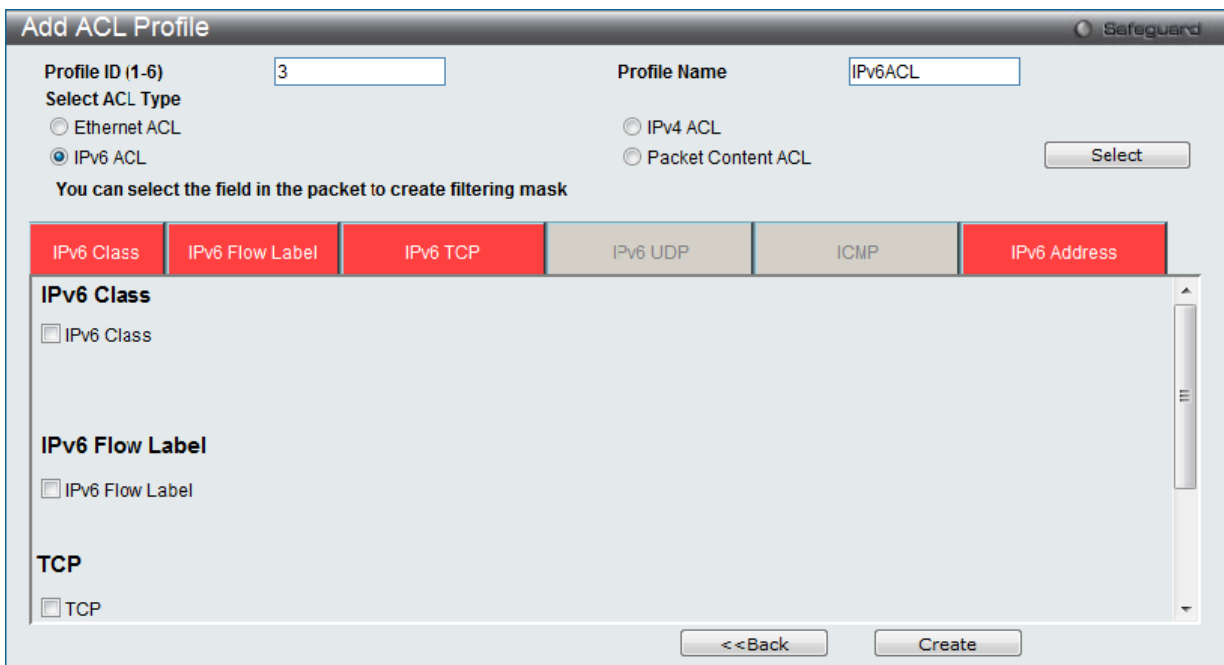 Add ACL Profile
Safeguard
Profile ID (1-6) 3 Profile Name IPv6ACL
Select ACL Type
Ethernet ACL IPv4 ACL
IPv6 ACL Packet Content ACL Select
You can select the field in the packet to create filtering mask
IPv6 Class IPv6 Flow Label IPv6 TCP IPv6 UDP ICMP IPv6 Address
IPv6 Class
IPv6 Class
IPv6 Flow Label
IPv6 Flow Label
TCP
TCP
<<Back Create